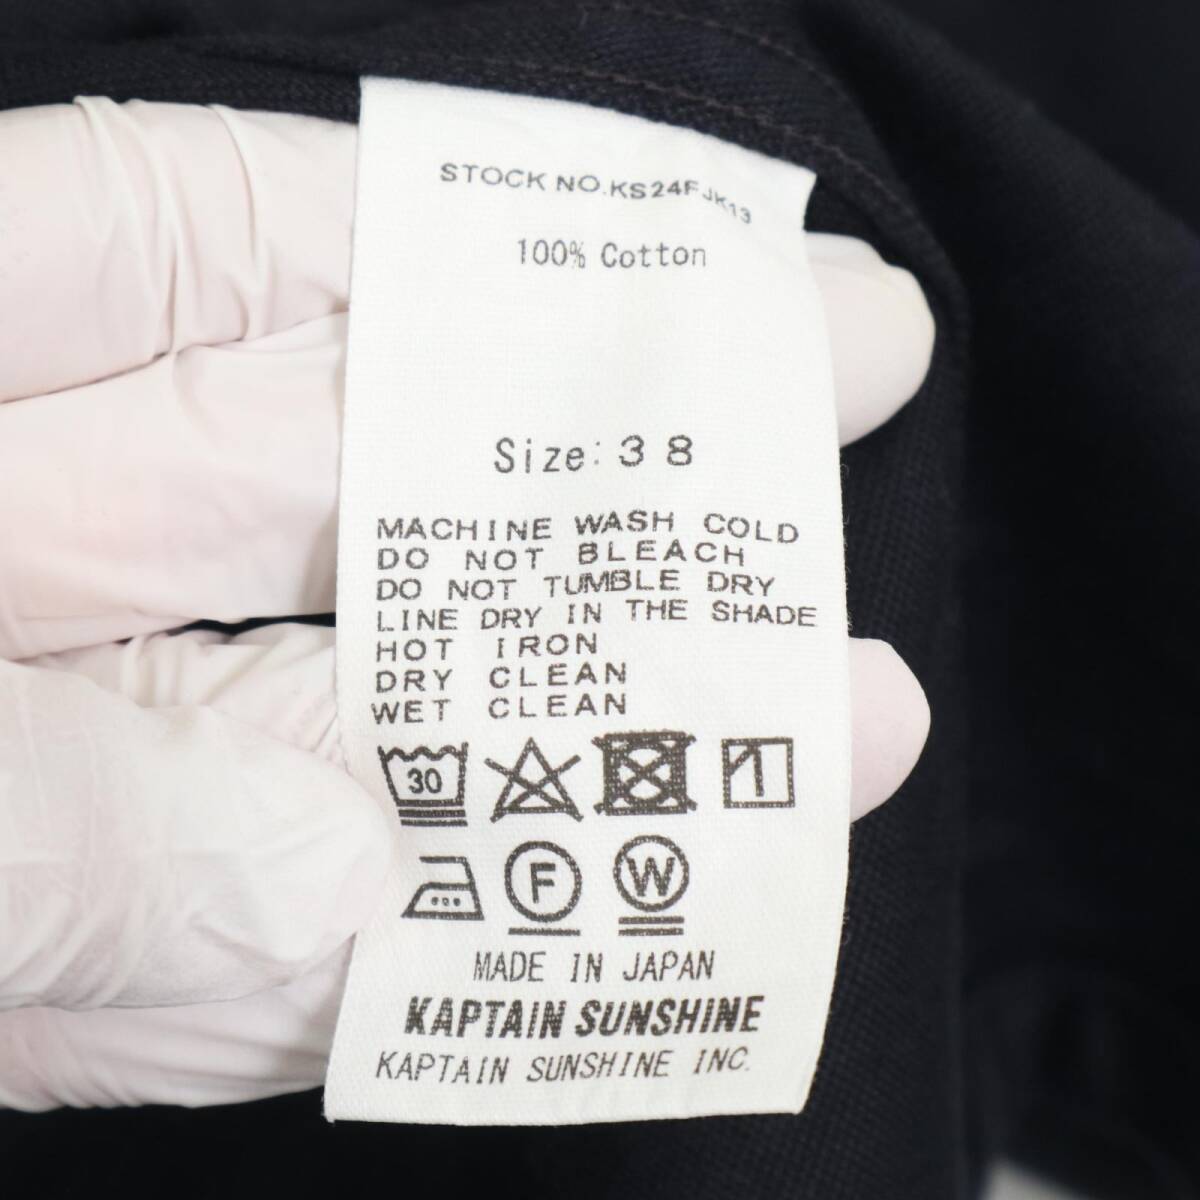 STOCK NO.KS24FJK13
100% Cotton
Size: 38
MACHINE WASH COLD
DO NOT BLEACH
DO NOT TUMBLE DRY
LINE DRY IN THE SHADE
HOT IRON
DRY CLEAN
WET CLEAN
30
F W
MADE IN JAPAN
KAPTAIN SUNSHINE
KAPTAIN SUNSHINE INC.